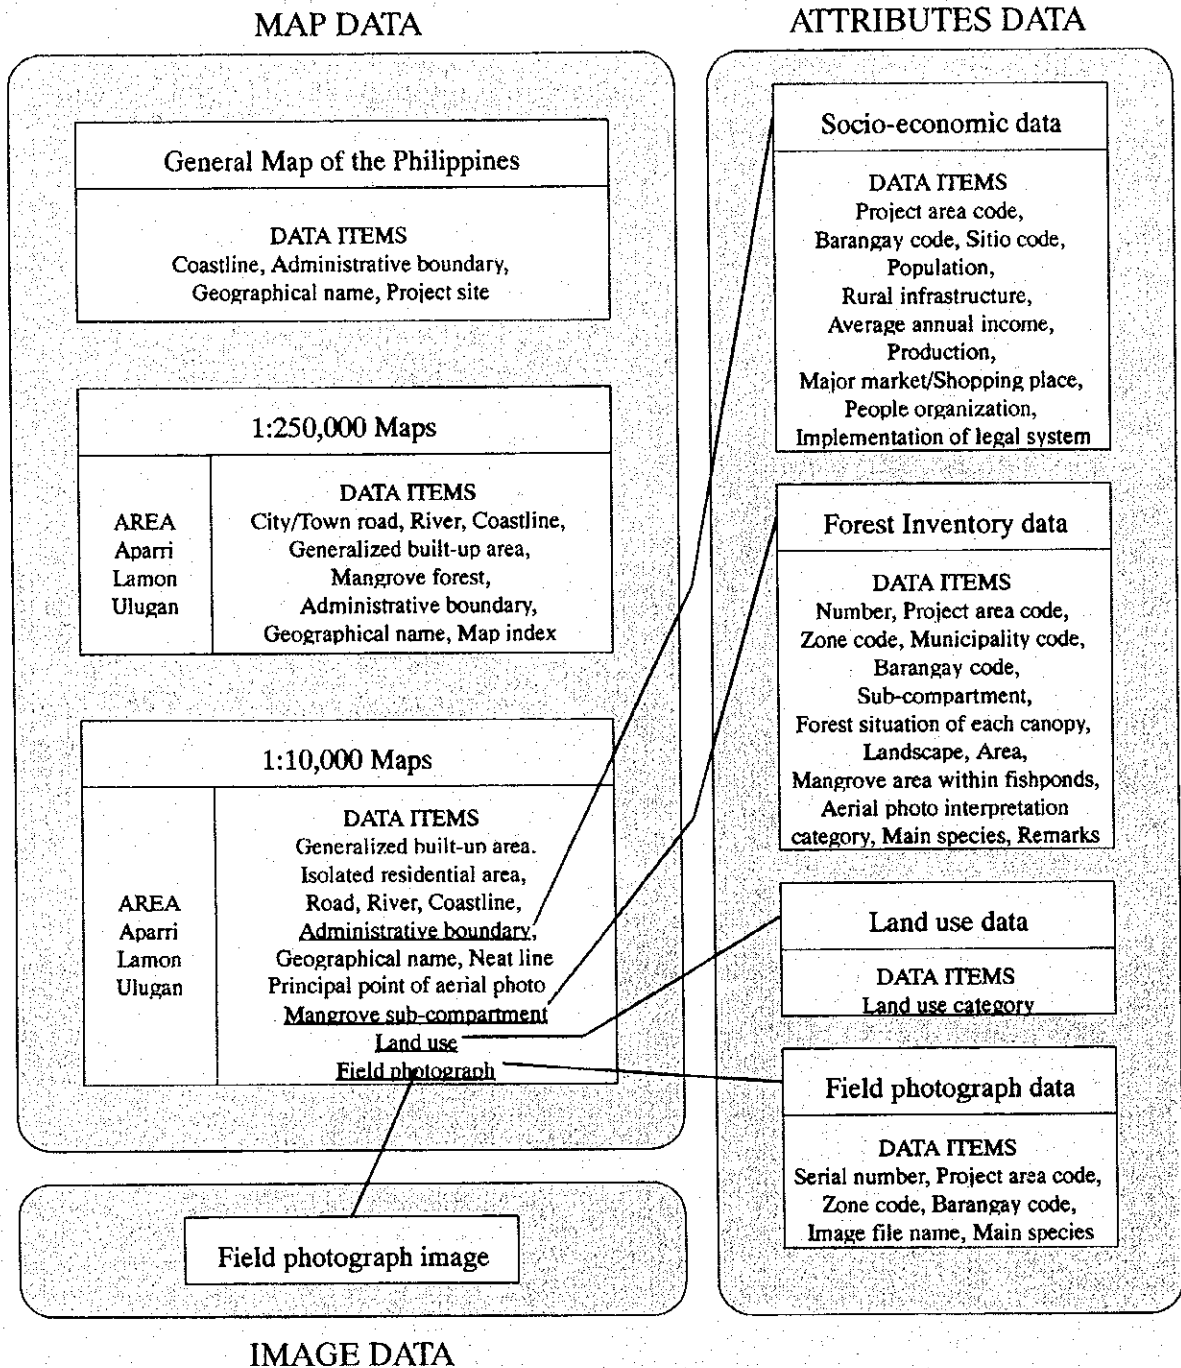 MAP DATA
General Map of the Philippines
DATA ITEMS
Coastline, Administrative boundary,
Geographical name, Project site
1:250,000 Maps
AREA
Aparri
Lamon
Ulugan
DATA ITEMS
City/Town road, River, Coastline,
Generalized built-up area,
Mangrove forest,
Administrative boundary,
Geographical name, Map index
1:10,000 Maps
AREA
Aparri
Lamon
Ulugan
DATA ITEMS
Generalized built-up area.
Isolated residential area,
Road, River, Coastline,
Administrative boundary,
Geographical name, Neat line
Principal point of aerial photo
Mangrove sub-compartment
Land use
Field photograph
Field photograph image
IMAGE DATA
ATTRIBUTES DATA
Socio-economic data
DATA ITEMS
Project area code,
Barangay code, Sitio code,
Population,
Rural infrastructure,
Average annual income,
Production,
Major market/Shopping place,
People organization,
Implementation of legal system
Forest Inventory data
DATA ITEMS
Number, Project area code,
Zone code, Municipality code,
Barangay code,
Sub-compartment,
Forest situation of each canopy,
Landscape, Area,
Mangrove area within fishponds,
Aerial photo interpretation
category, Main species, Remarks
Land use data
DATA ITEMS
Land use category
Field photograph data
DATA ITEMS
Serial number, Project area code,
Zone code, Barangay code,
Image file name, Main species